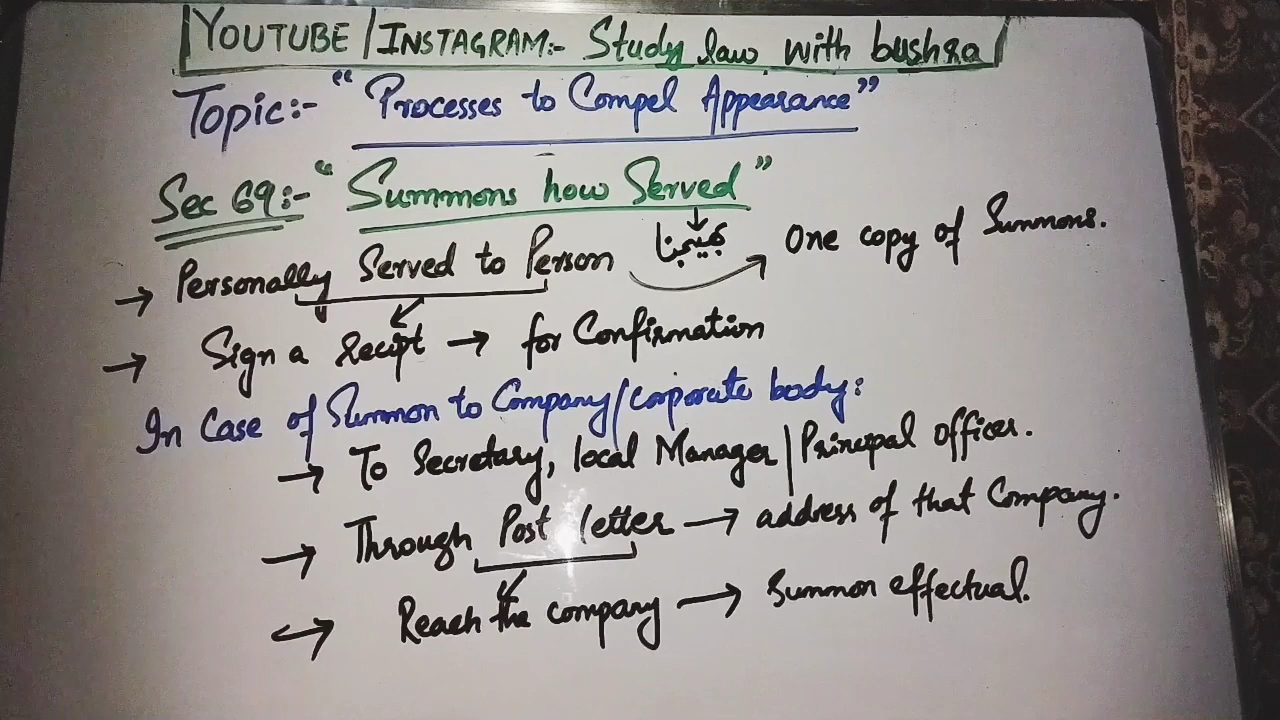 YOUTUBE/INSTAGRAM:- Study law with bushra
Topic:- "Processes to Compel Appearance"
Sec 69:- "Summons how Served"
بھیجنا
→ Personally Served to Person → One copy of Summons.
→ Sign a Recipt → for Confirmation
In Case of Summon to Company/corporate body:
→ To Secretary, local Manager/Principal officer.
→ Through Post letter → address of that Company.
→ Reach the company → Summon effectual.